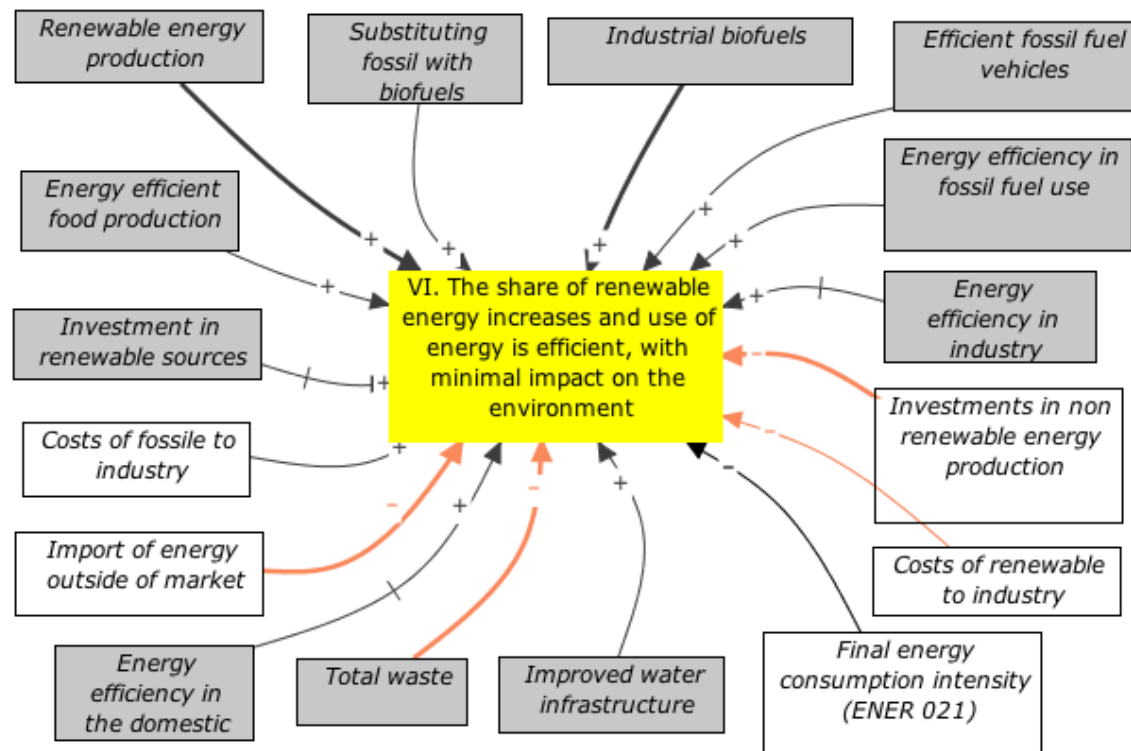 Renewable energy
production
Substituting
fossil with
biofuels
Industrial biofuels
Efficient fossil fuel
vehicles
Energy efficient
food production
Energy efficiency in
fossil fuel use
+
+
+
+
+
+
+
VI. The share of renewable
energy increases and use of
energy is efficient, with
minimal impact on the
environment
Energy
efficiency in
industry
Investment in
renewable sources
+
-
Investments in non
renewable energy
production
Costs of fossile to
industry
+
-
Import of energy
outside of market
-
+
-
+
-
Costs of renewable
to industry
Energy
efficiency in
the domestic
Total waste
Improved water
infrastructure
Final energy
consumption intensity
(ENER 021)